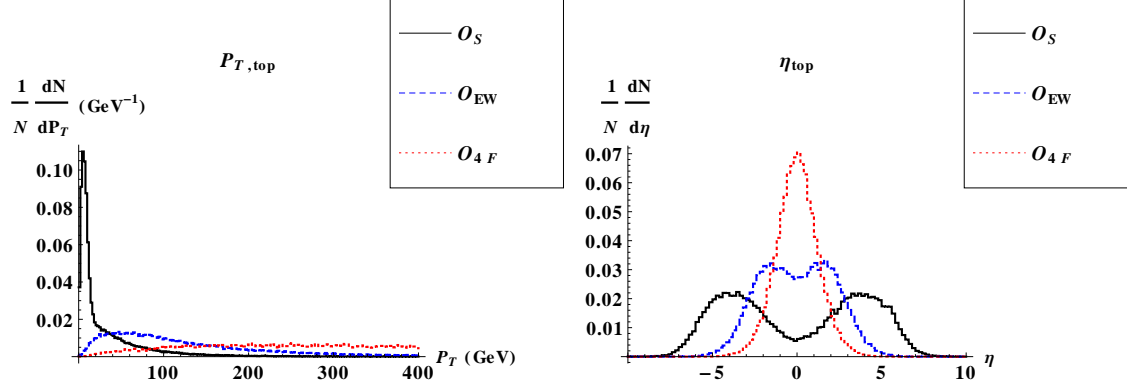 P_T,top
1/N dN/dP_T (GeV⁻¹)
O_S
O_EW
O_4F
0.10
0.08
0.06
0.04
0.02
100 200 300 400
P_T (GeV)
η_top
1/N dN/dη
O_S
O_EW
O_4F
0.07
0.06
0.05
0.04
0.03
0.02
0.01
−5 0 5 10
η